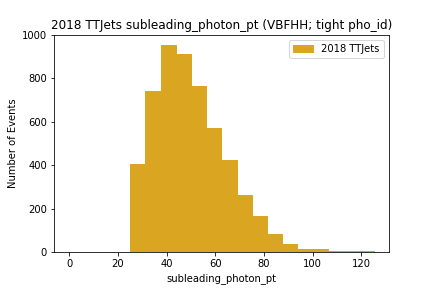 2018 TTJets subleading_photon_pt (VBFHH; tight pho_id)
2018 TTJets
Number of Events
1000
800
600
400
200
0
0 20 40 60 80 100 120
subleading_photon_pt